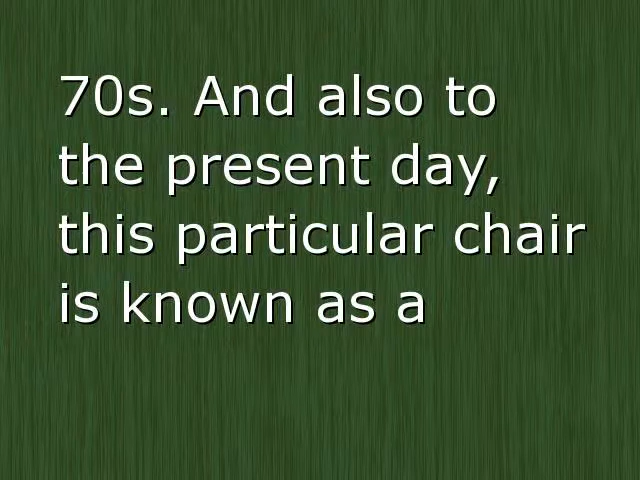 70s. And also to
the present day,
this particular chair
is known as a